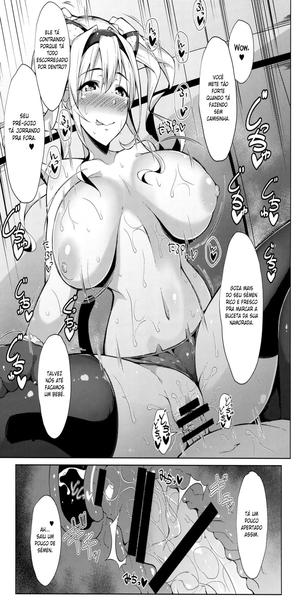 WOW.
VOCÊ METE
TÃO FORTE
QUANDO TÁ
FAZENDO
SEM
CAMISINHA.
ELE TÁ
CONTRAINDO
PORQUE TÁ
TODO
ESCORREGADO
POR DENTRO?
SEU
PRÉ-GOZO
TÁ
JORRANDO
PRA FORA.
♥
GOZA MAIS
DO SEU SÊMEN
RICO E FRESCO
PRA MARCAR A
BUCETA DA SUA
NAMORADA.
TALVEZ
NÓS ATÉ
FAÇAMOS
UM BEBÊ.
TÁ UM
POUCO
APERTADO
ASSIM.
♥
AH...
SAIU UM
POUCO DE
SÊMEN.